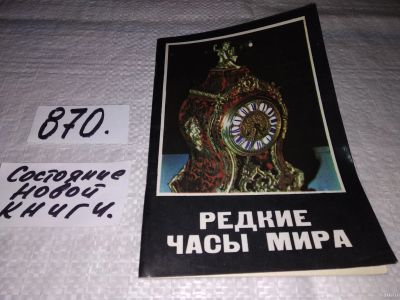 870.
Состояние
новой
книги.
РЕДКИЕ
ЧАСЫ МИРА